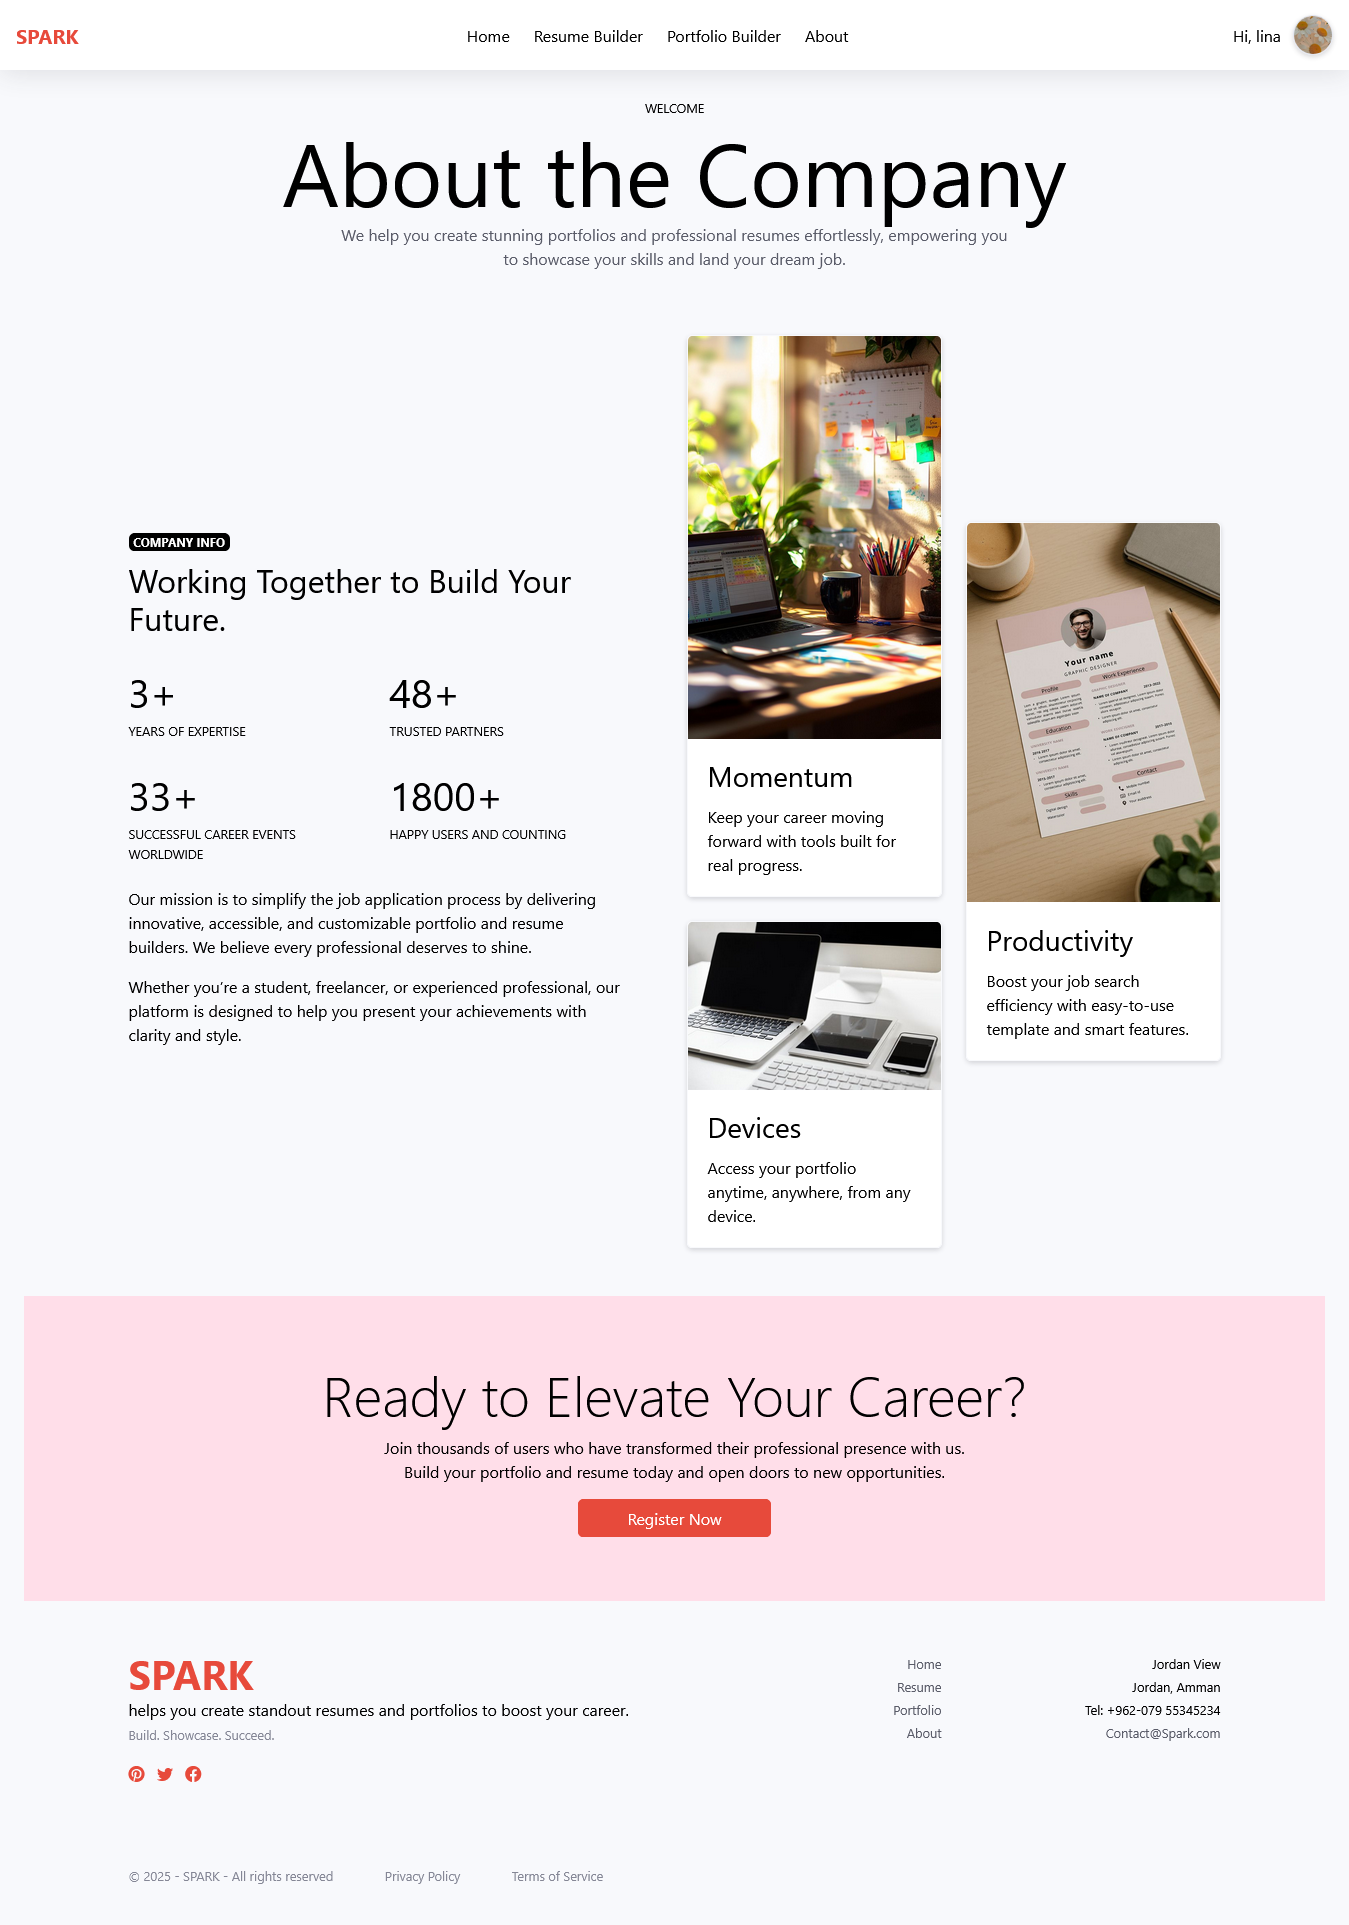 SPARK
Home Resume Builder Portfolio Builder About
Hi, lina
WELCOME
About the Company
We help you create stunning portfolios and professional resumes effortlessly, empowering you
to showcase your skills and land your dream job.
COMPANY INFO
Working Together to Build Your
Future.
3+
YEARS OF EXPERTISE
48+
TRUSTED PARTNERS
33+
SUCCESSFUL CAREER EVENTS
WORLDWIDE
1800+
HAPPY USERS AND COUNTING
Our mission is to simplify the job application process by delivering
innovative, accessible, and customizable portfolio and resume
builders. We believe every professional deserves to shine.
Whether you’re a student, freelancer, or experienced professional, our
platform is designed to help you present your achievements with
clarity and style.
Momentum
Keep your career moving
forward with tools built for
real progress.
Devices
Access your portfolio
anytime, anywhere, from any
device.
Your name
GRAPHIC DESIGNER
Profile
Work Experience
Education
Skills
Contact
Productivity
Boost your job search
efficiency with easy-to-use
template and smart features.
Ready to Elevate Your Career?
Join thousands of users who have transformed their professional presence with us.
Build your portfolio and resume today and open doors to new opportunities.
Register Now
SPARK
helps you create standout resumes and portfolios to boost your career.
Build. Showcase. Succeed.
Home
Resume
Portfolio
About
Jordan View
Jordan, Amman
Tel: +962-079 55345234
Contact@Spark.com
© 2025 - SPARK - All rights reserved Privacy Policy Terms of Service